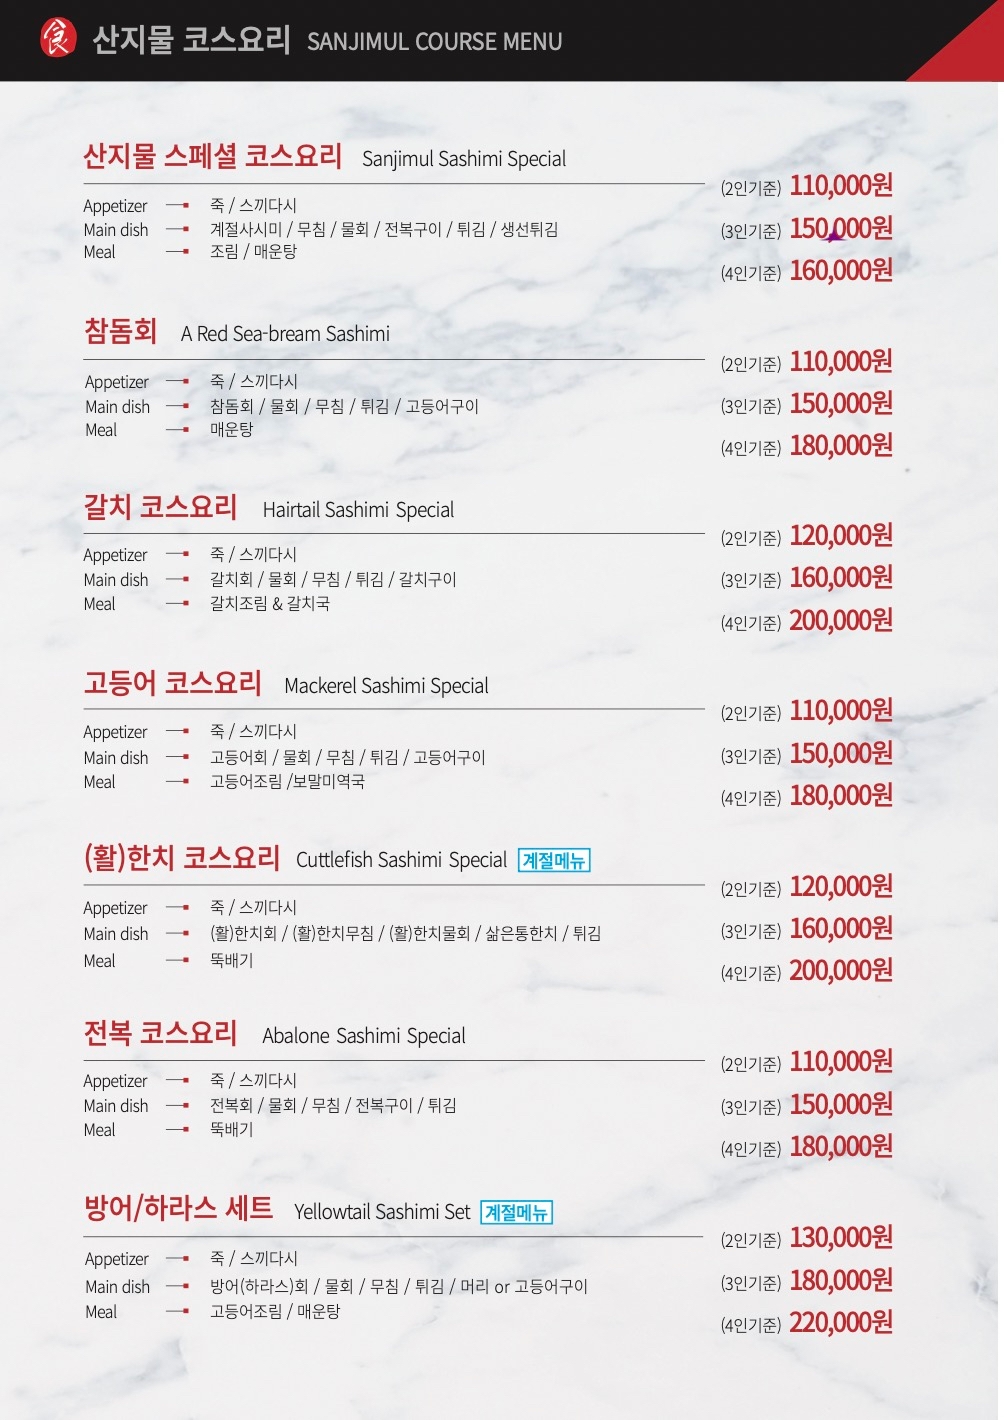 食 산지물 코스요리 SANJIMUL COURSE MENU
산지물 스페셜 코스요리 Sanjimul Sashimi Special
(2인기준) 110,000원
Appetizer 죽 / 스끼다시
Main dish 계절사시미 / 무침 / 물회 / 전복구이 / 튀김 / 생선튀김
(3인기준) 150,000원
Meal 조림 / 매운탕
(4인기준) 160,000원
참돔회 A Red Sea-bream Sashimi
(2인기준) 110,000원
Appetizer 죽 / 스끼다시
Main dish 참돔회 / 물회 / 무침 / 튀김 / 고등어구이
(3인기준) 150,000원
Meal 매운탕
(4인기준) 180,000원
갈치 코스요리 Hairtail Sashimi Special
(2인기준) 120,000원
Appetizer 죽 / 스끼다시
Main dish 갈치회 / 물회 / 무침 / 튀김 / 갈치구이
(3인기준) 160,000원
Meal 갈치조림 & 갈치국
(4인기준) 200,000원
고등어 코스요리 Mackerel Sashimi Special
(2인기준) 110,000원
Appetizer 죽 / 스끼다시
Main dish 고등어회 / 물회 / 무침 / 튀김 / 고등어구이
(3인기준) 150,000원
Meal 고등어조림 /보말미역국
(4인기준) 180,000원
(활)한치 코스요리 Cuttlefish Sashimi Special 계절메뉴
(2인기준) 120,000원
Appetizer 죽 / 스끼다시
Main dish (활)한치회 / (활)한치무침 / (활)한치물회 / 삶은통한치 / 튀김
(3인기준) 160,000원
Meal 뚝배기
(4인기준) 200,000원
전복 코스요리 Abalone Sashimi Special
(2인기준) 110,000원
Appetizer 죽 / 스끼다시
Main dish 전복회 / 물회 / 무침 / 전복구이 / 튀김
(3인기준) 150,000원
Meal 뚝배기
(4인기준) 180,000원
방어/하라스 세트 Yellowtail Sashimi Set 계절메뉴
(2인기준) 130,000원
Appetizer 죽 / 스끼다시
Main dish 방어(하라스)회 / 물회 / 무침 / 튀김 / 머리 or 고등어구이
(3인기준) 180,000원
Meal 고등어조림 / 매운탕
(4인기준) 220,000원